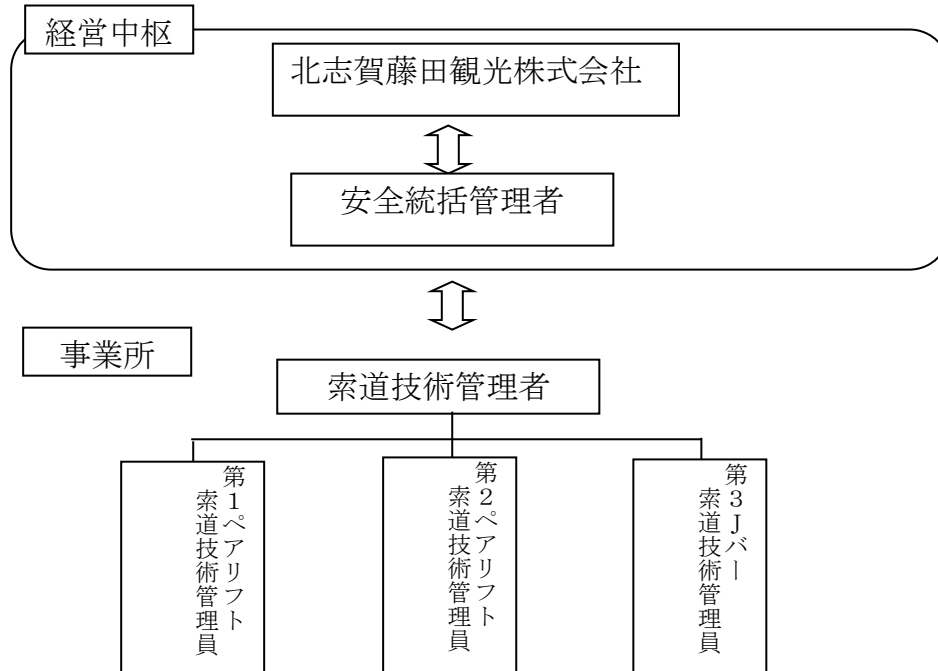 経営中枢
北志賀藤田観光株式会社
安全統括管理者
事業所
索道技術管理者
第１ペアリフト
索道技術管理員
第２ペアリフト
索道技術管理員
第３Ｊバー
索道技術管理員